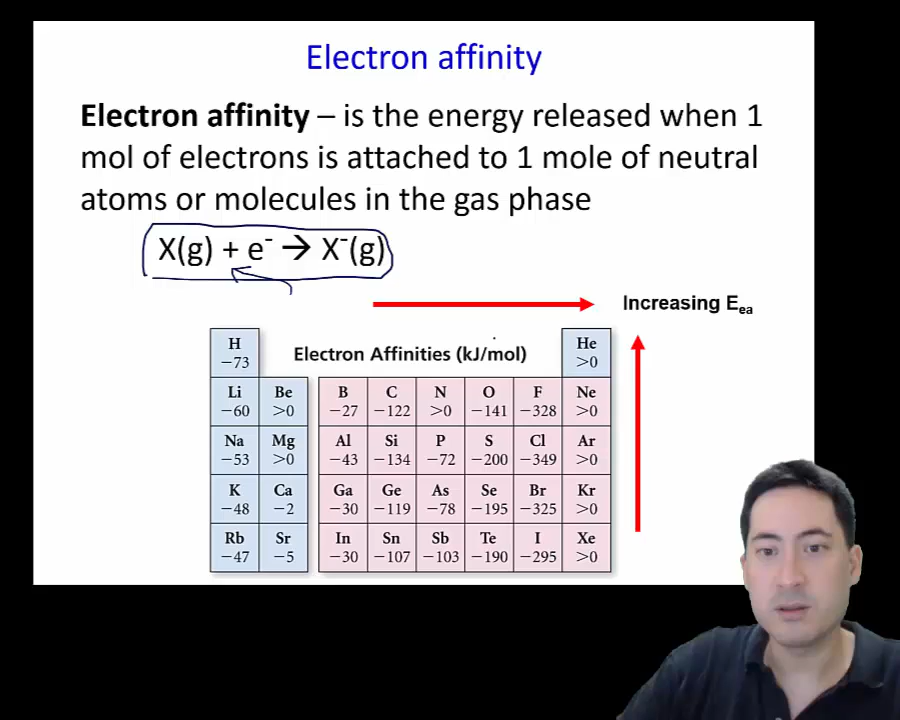 Electron affinity
Electron affinity – is the energy released when 1
mol of electrons is attached to 1 mole of neutral
atoms or molecules in the gas phase
X(g) + e⁻ → X⁻(g)
Increasing Eₑₐ
Electron Affinities (kJ/mol)
H He
−73 >0
Li Be B C N O F Ne
−60 >0 −27 −122 >0 −141 −328 >0
Na Mg Al Si P S Cl Ar
−53 >0 −43 −134 −72 −200 −349 >0
K Ca Ga Ge As Se Br Kr
−48 −2 −30 −119 −78 −195 −325 >0
Rb Sr In Sn Sb Te I Xe
−47 −5 −30 −107 −103 −190 −295 >0